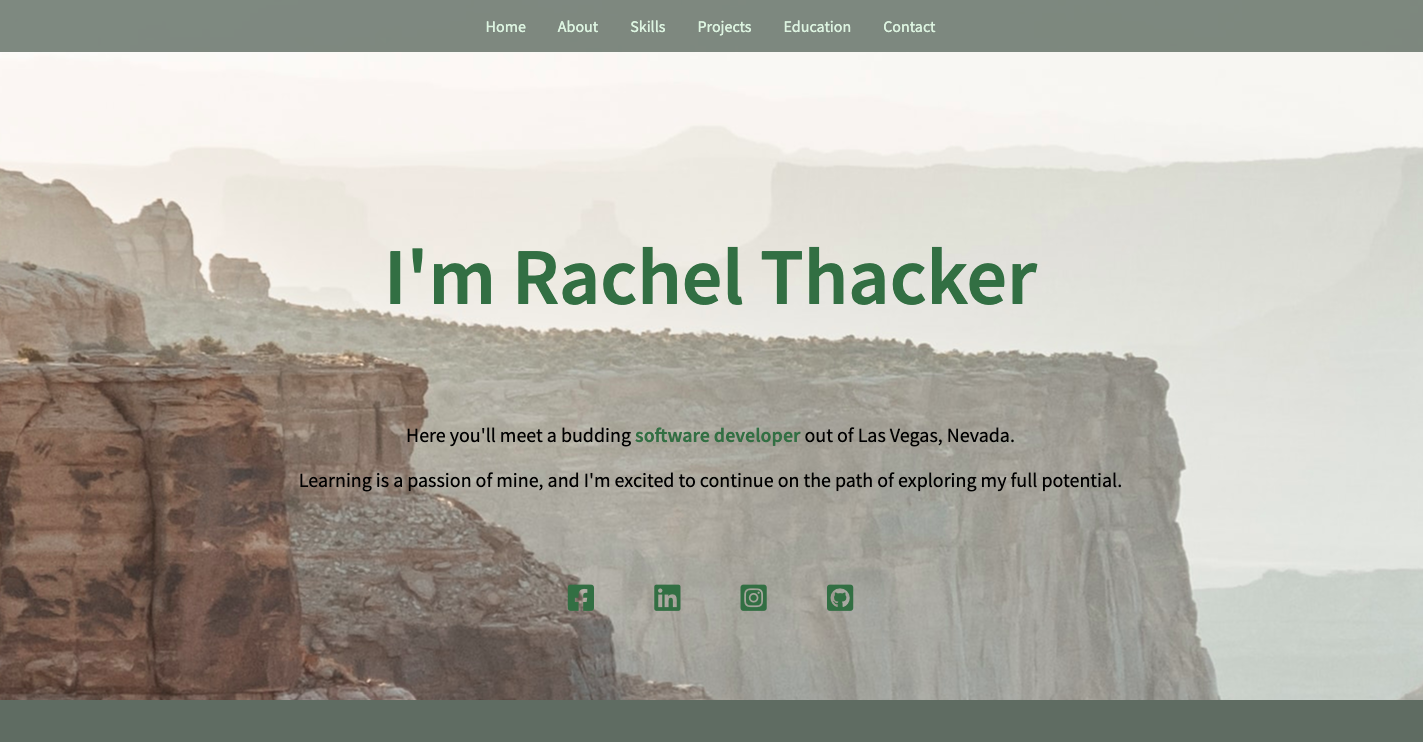 Home About Skills Projects Education Contact
I'm Rachel Thacker
Here you'll meet a budding software developer out of Las Vegas, Nevada.
Learning is a passion of mine, and I'm excited to continue on the path of exploring my full potential.